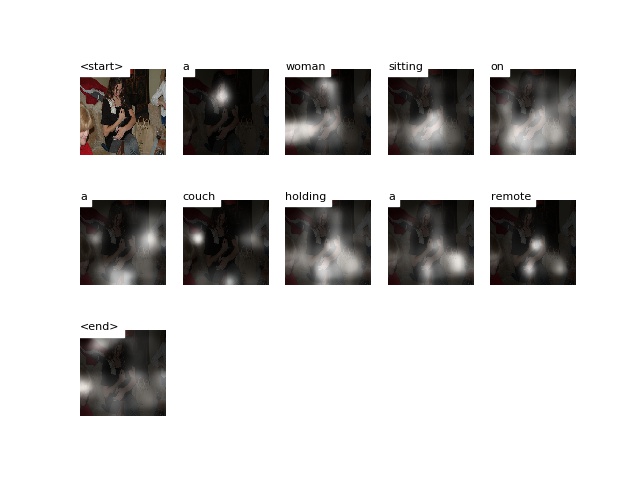 <start> a woman sitting on
a couch holding a remote
<end>